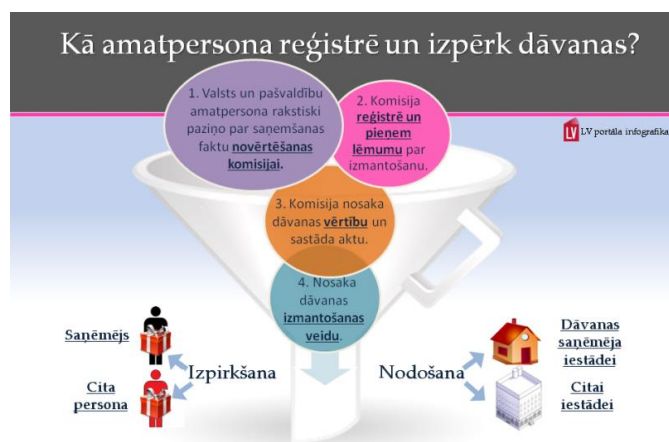 Kā amatpersona reģistrē un izpērk dāvanas?
1. Valsts un pašvaldību
amatpersona rakstiski
paziņo par saņemšanas
faktu novērtēšanas
komisijai.
2. Komisija
reģistrē un
pieņem
lēmumu par
izmantošanu.
LV portāla infografika
3. Komisija nosaka
dāvanas vērtību un
sastāda aktu.
4. Nosaka
dāvanas
izmantošanas
veidu.
Saņēmējs
Izpirkšana
Cita
persona
Nodošana
Dāvanas
saņēmēja
iestādei
Citai
iestādei